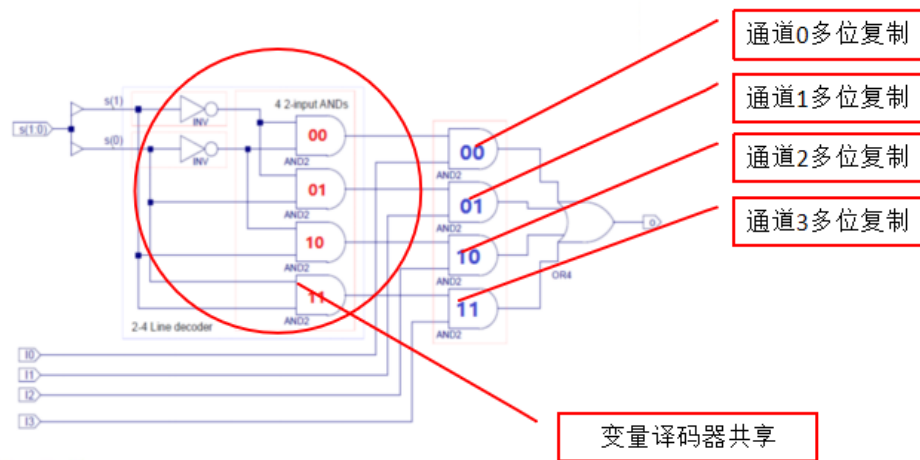 通道0多位复制
通道1多位复制
通道2多位复制
通道3多位复制
变量译码器共享
s(1:0)
s(1)
s(0)
INV
INV
4 2-input ANDs
00
AND2
01
AND2
10
AND2
11
AND2
2-4 Line decoder
00
AND2
01
AND2
10
AND2
11
AND2
OR4
o
I0
I1
I2
I3